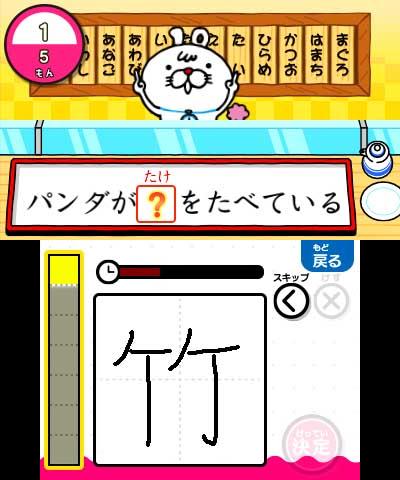 1
5
もん
まぐろ
はまち
かつお
ひらめ
たい
あわび
あなご
たけ
パンダが?をたべている
もど
戻る
スキップ
けす
竹
けってい
決定